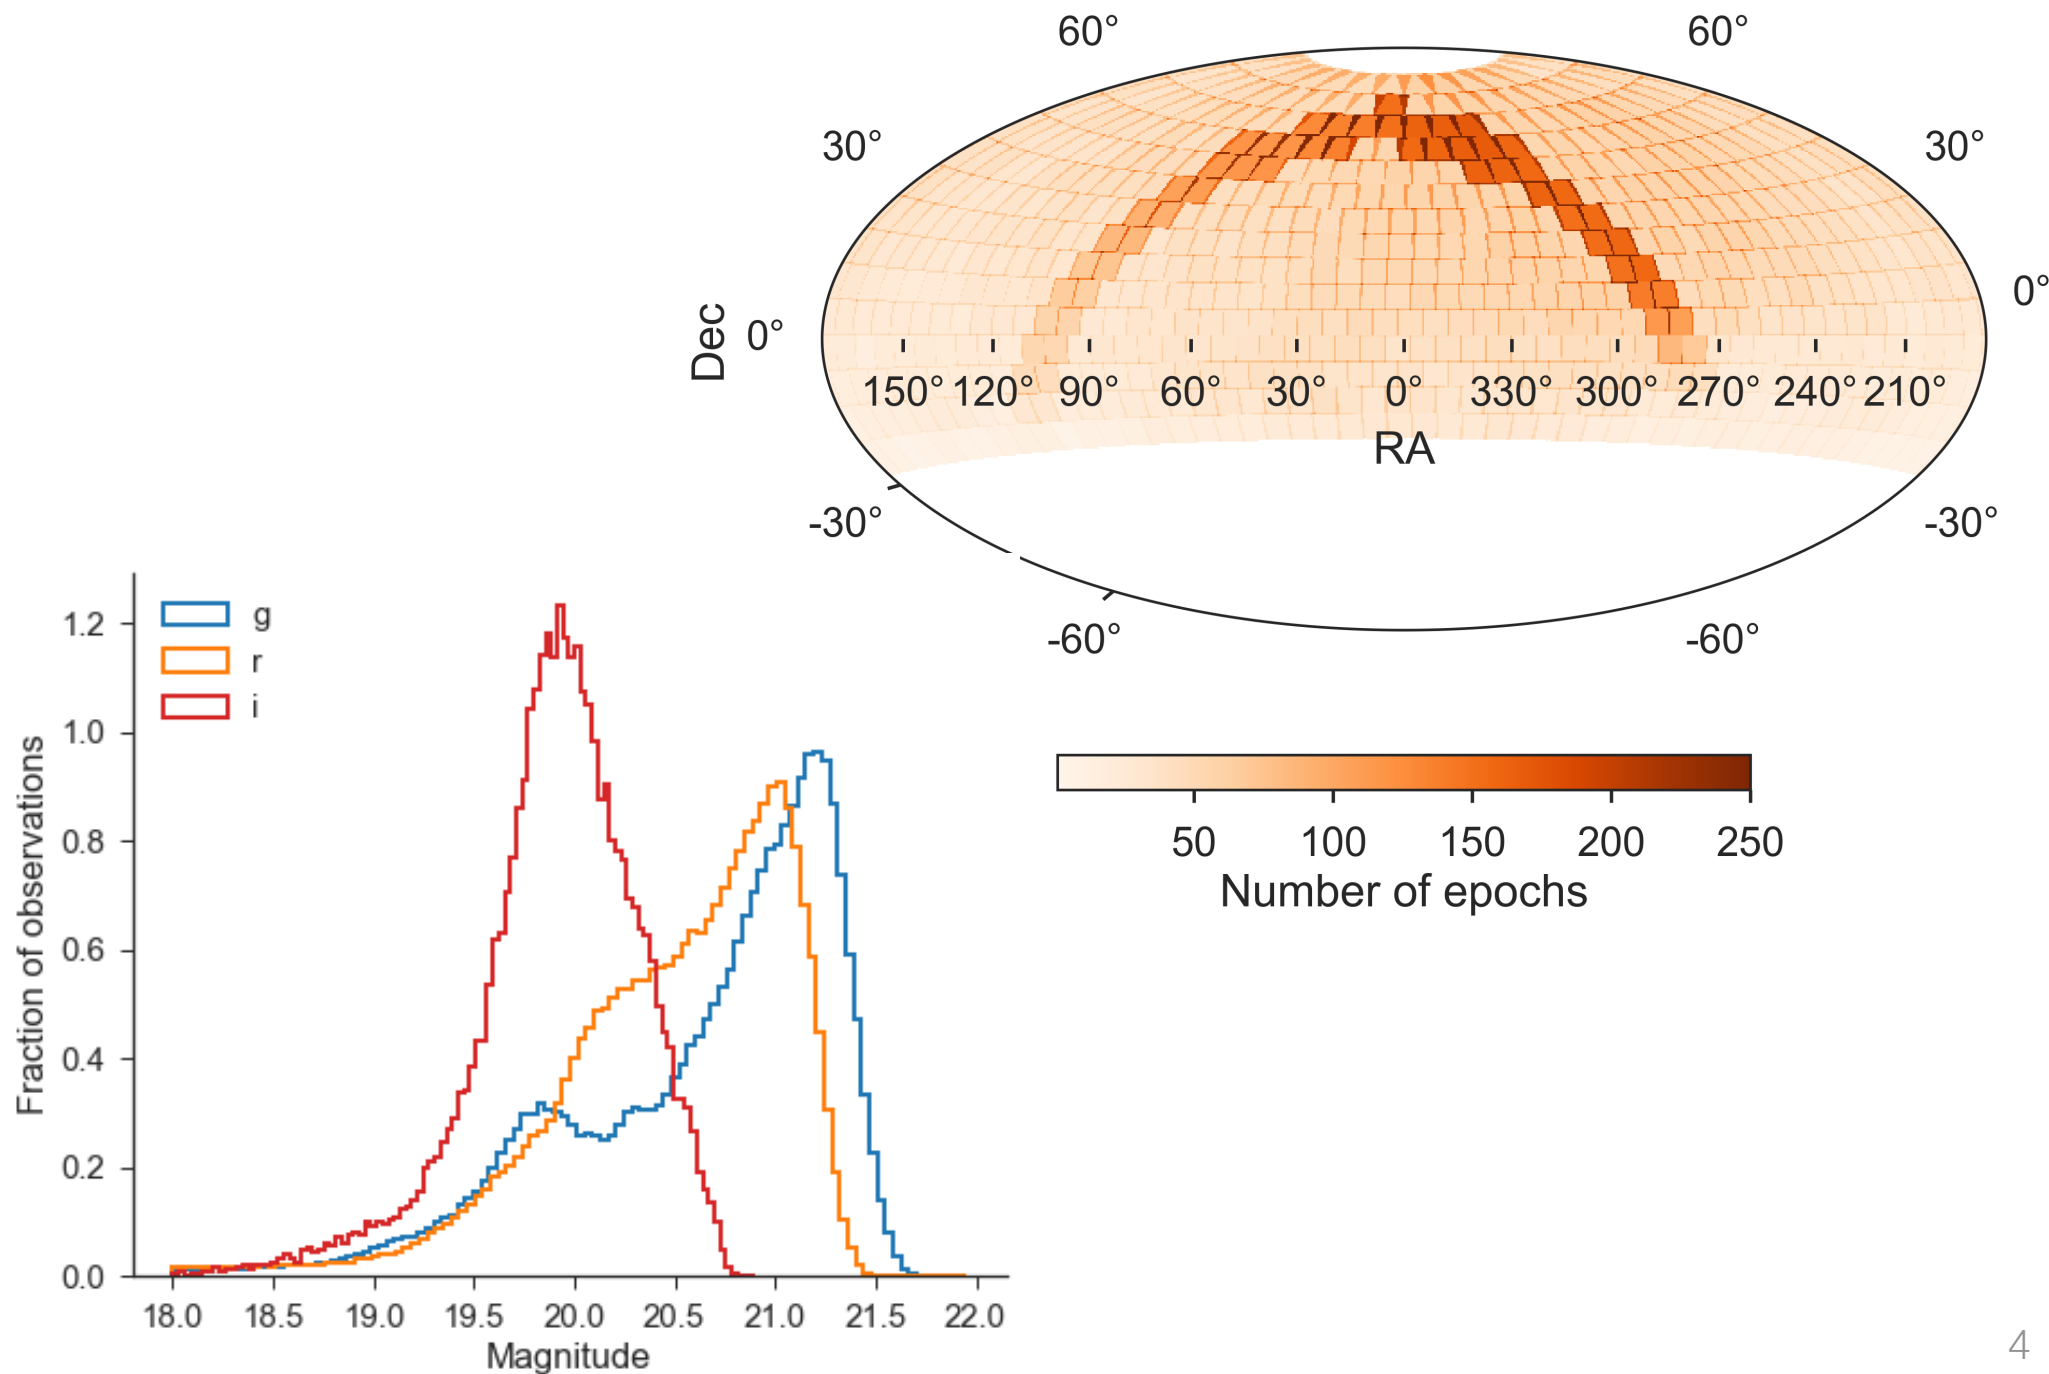 60° 60°
30° 30°
0°
Dec 0°
150° 120° 90° 60° 30° 0° 330° 300° 270° 240° 210°
RA
-30° -30°
-60° -60°
50 100 150 200 250
Number of epochs
g
r
i
1.2
1.0
0.8
0.6
0.4
0.2
0.0
Fraction of observations
18.0 18.5 19.0 19.5 20.0 20.5 21.0 21.5 22.0
Magnitude
4